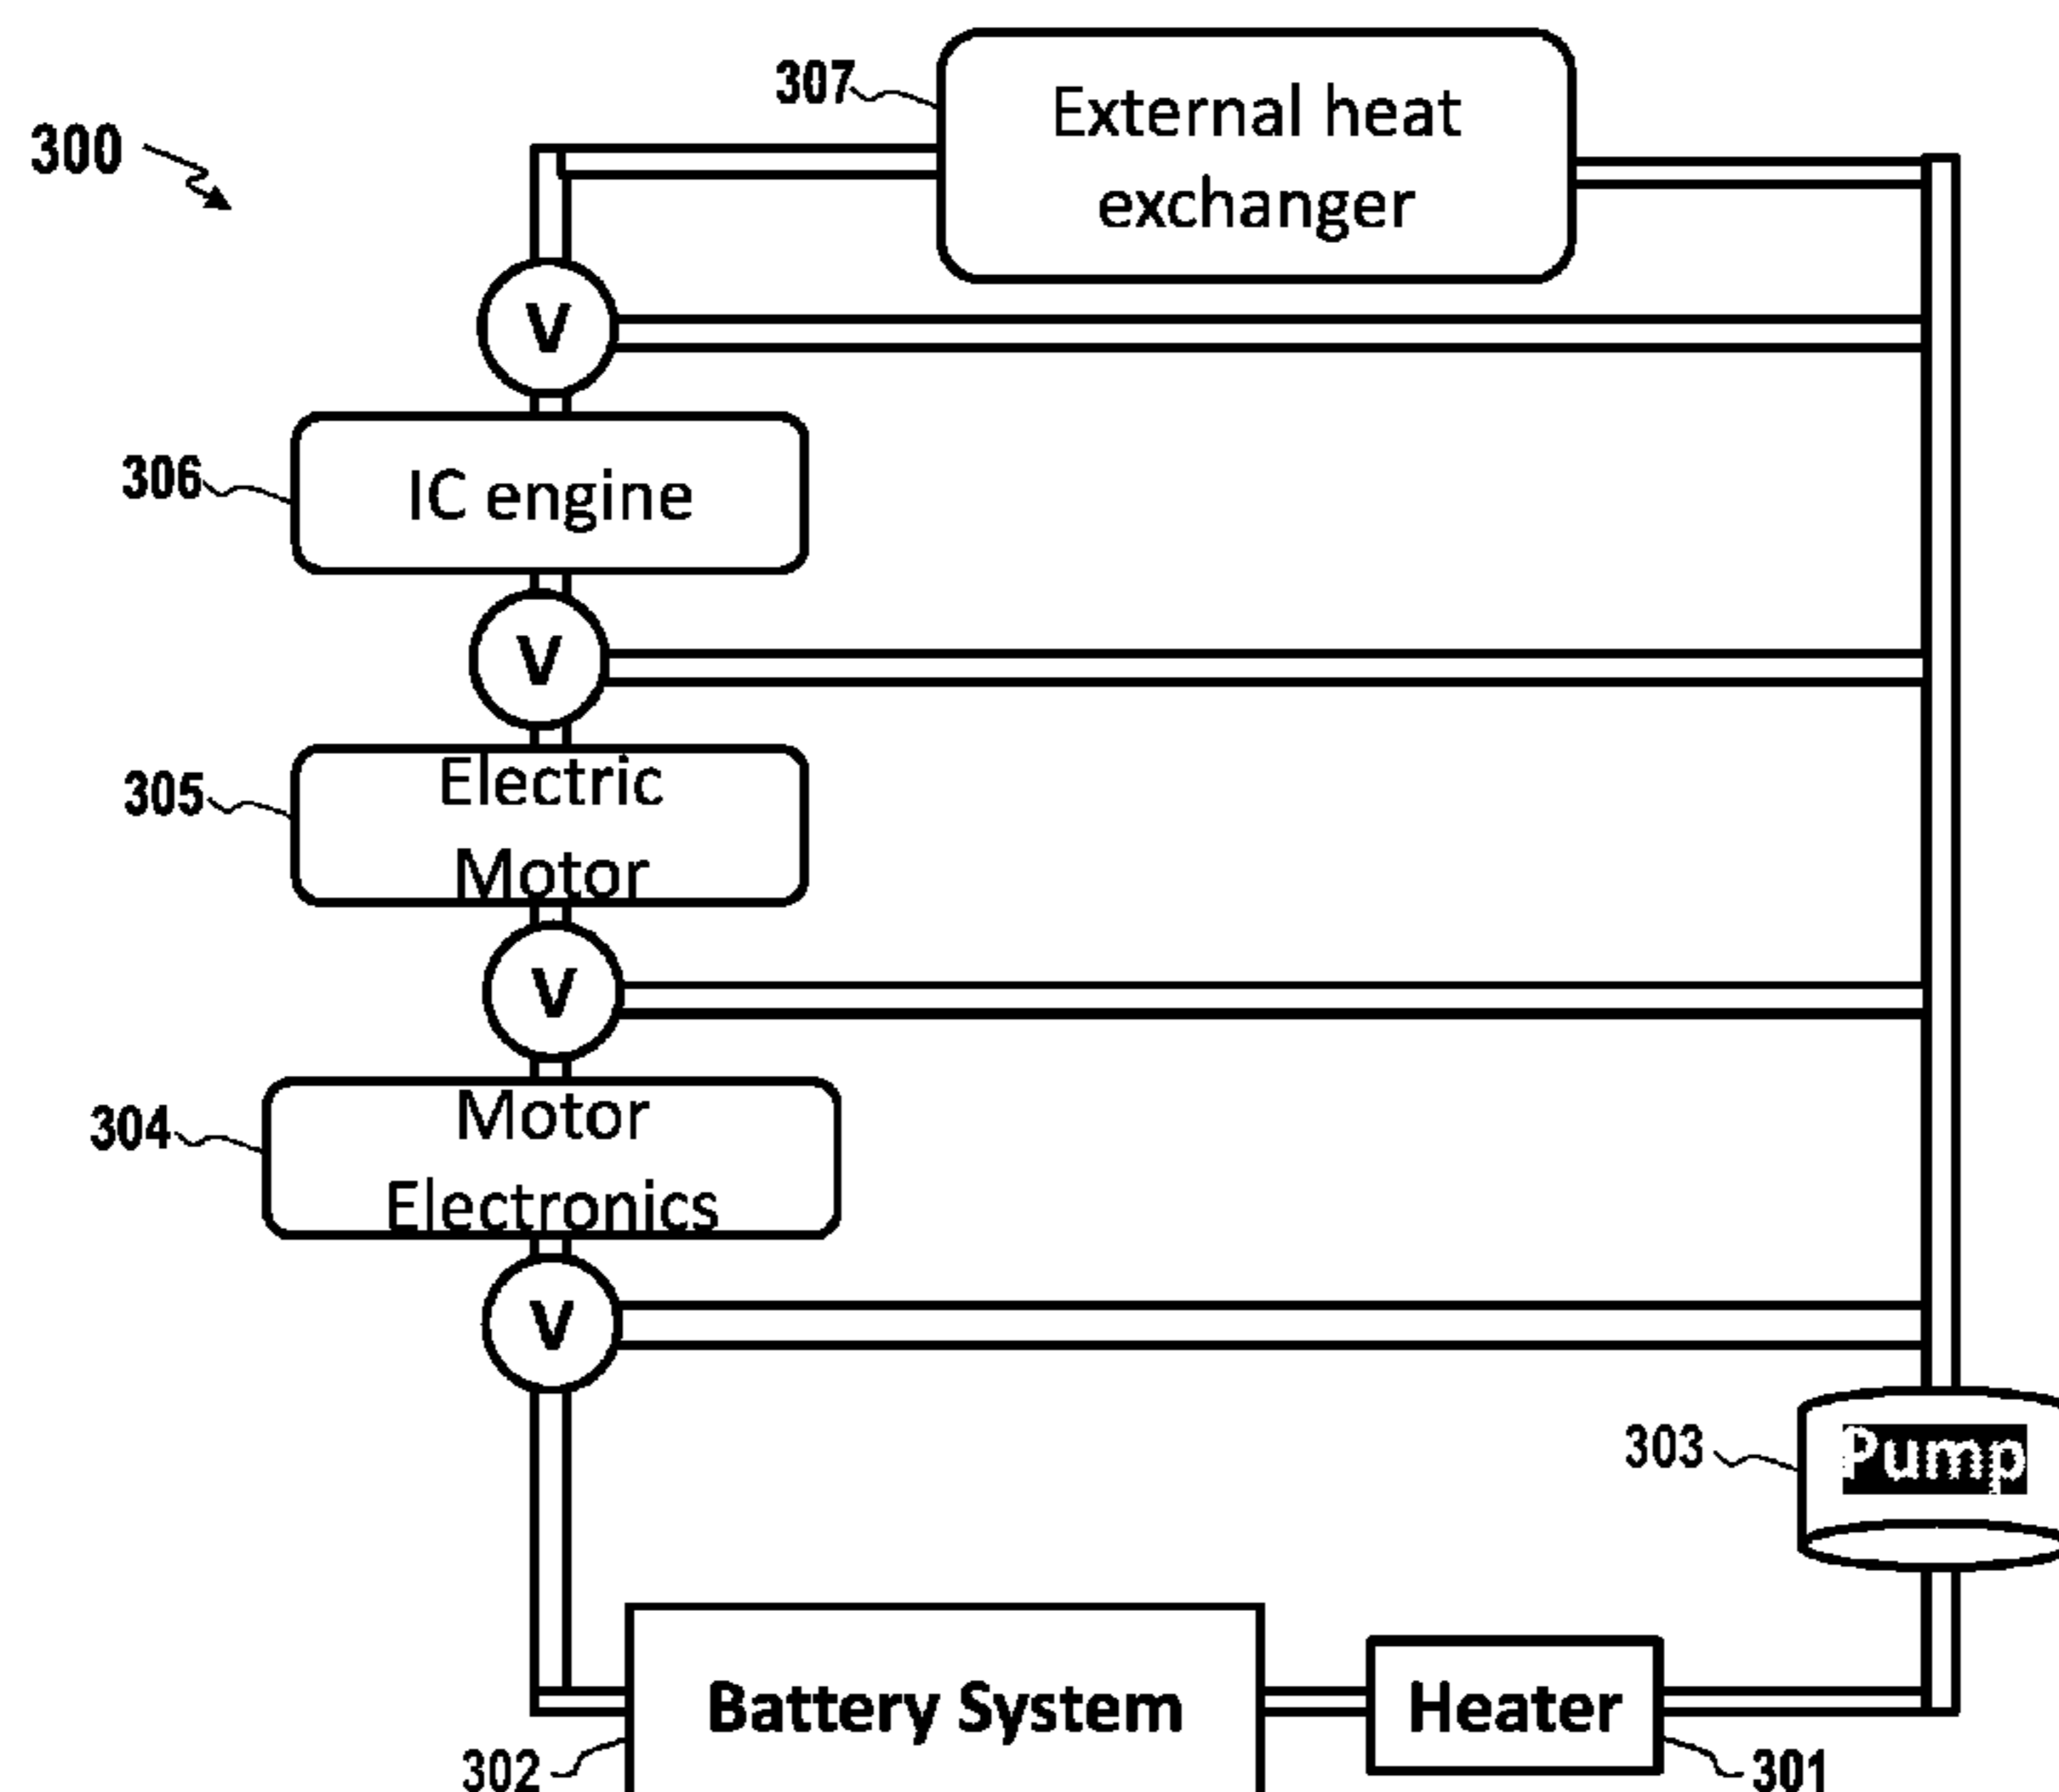 307
External heat
exchanger
300
V
306
IC engine
V
305
Electric
Motor
V
304
Motor
Electronics
V
303
Pump
Battery System
Heater
302
301